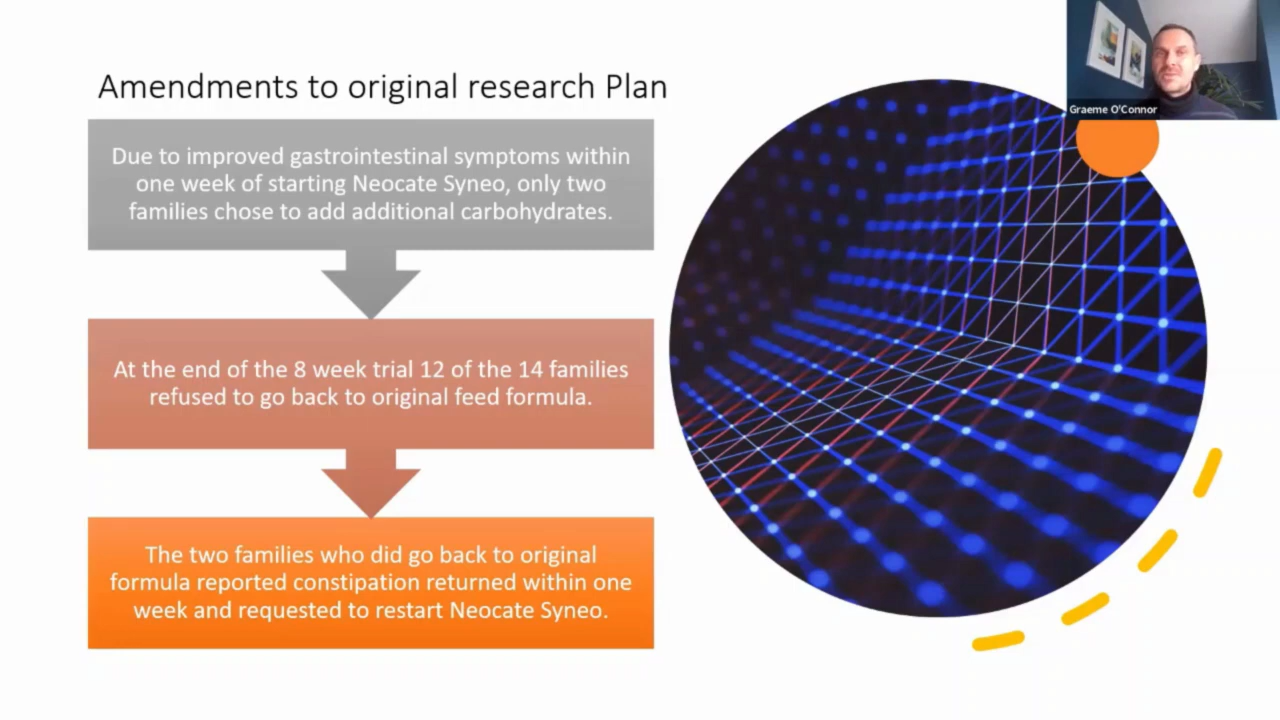 Graeme O'Connor
Amendments to original research Plan
Due to improved gastrointestinal symptoms within
one week of starting Neocate Syneo, only two
families chose to add additional carbohydrates.
At the end of the 8 week trial 12 of the 14 families
refused to go back to original feed formula.
The two families who did go back to original
formula reported constipation returned within one
week and requested to restart Neocate Syneo.